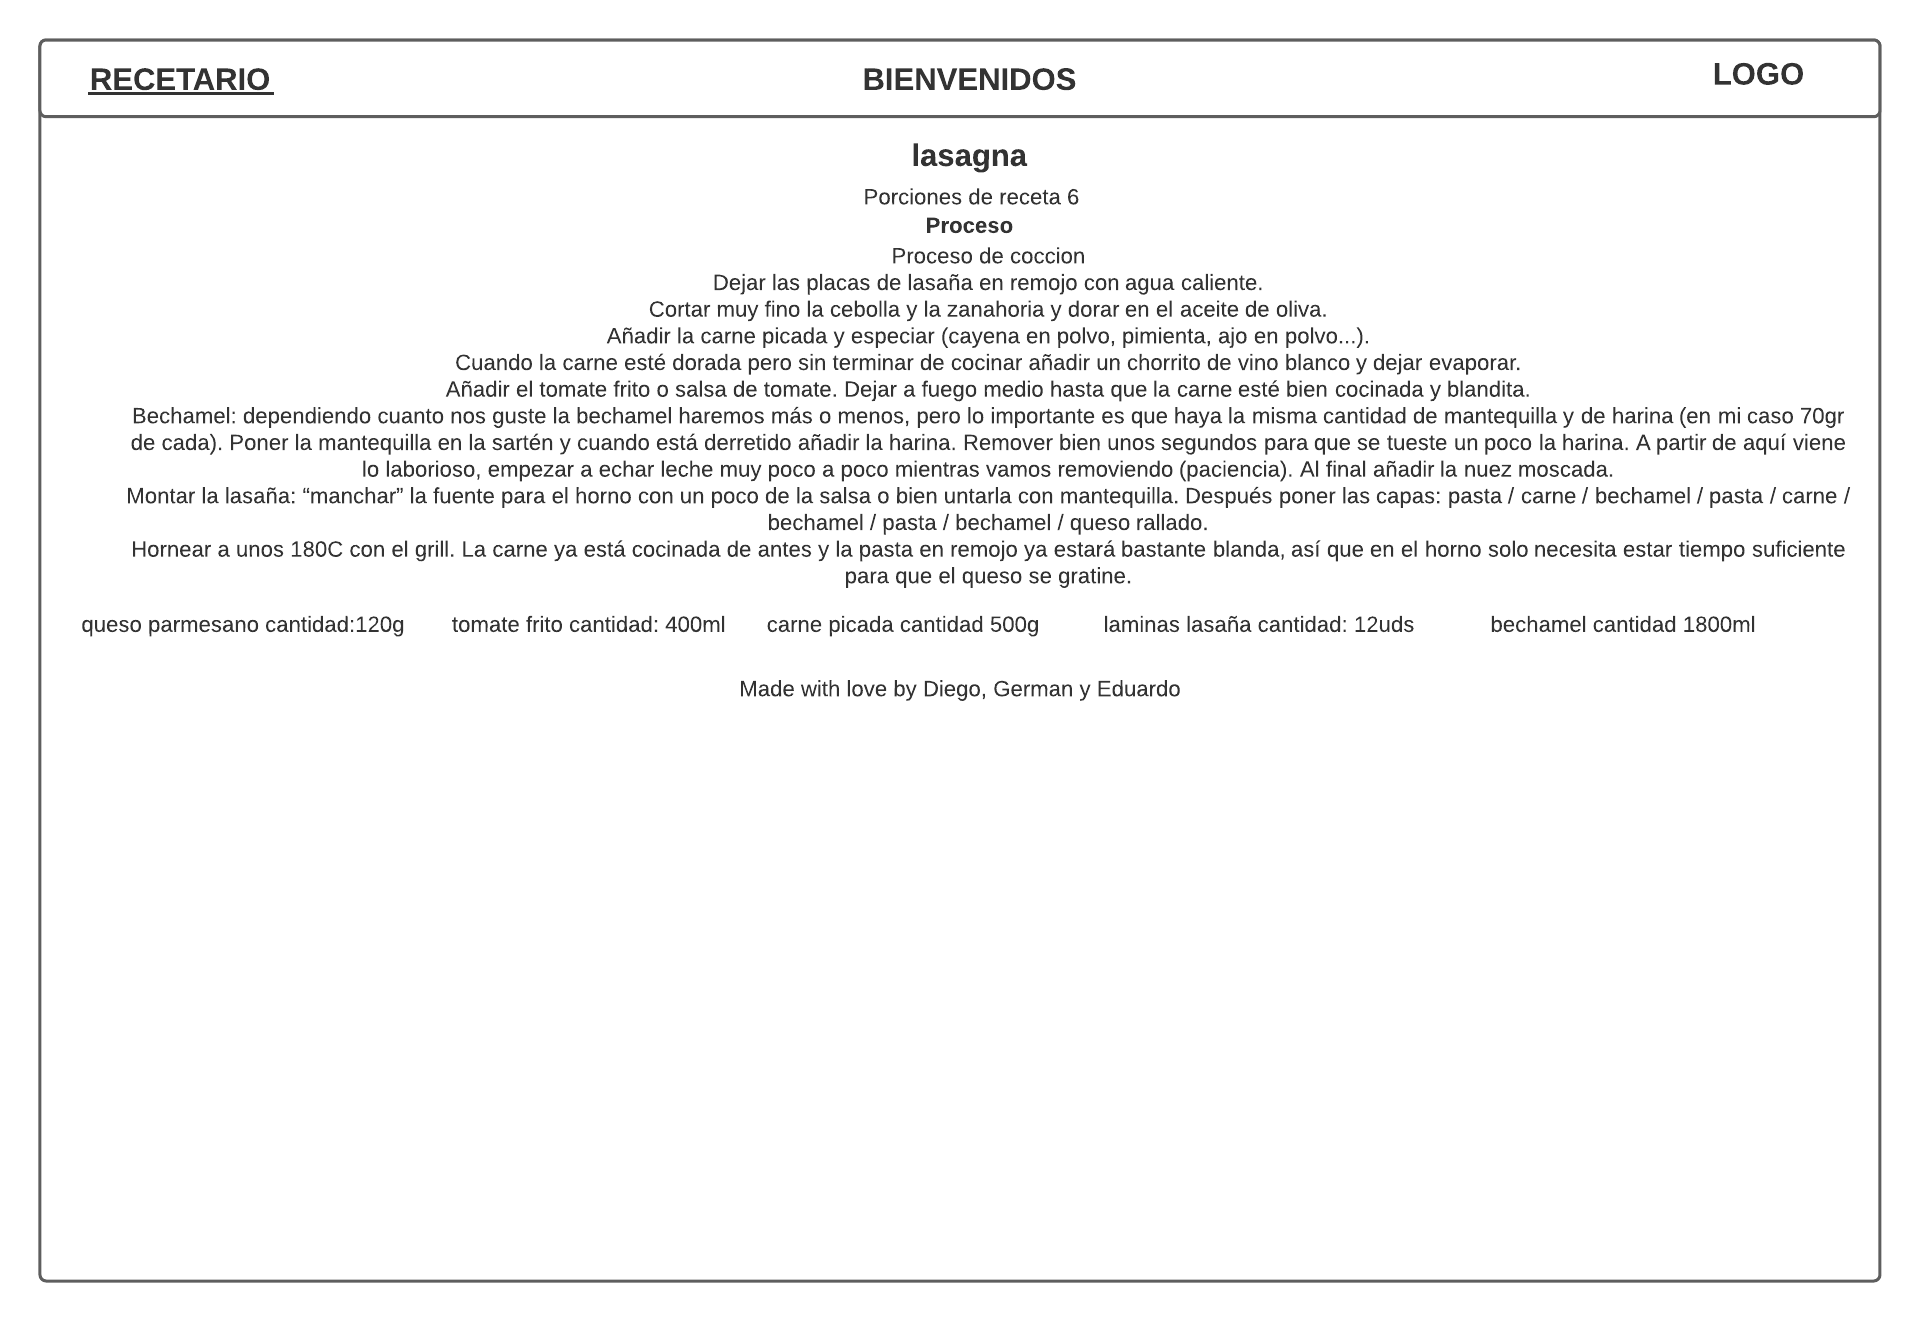 RECETARIO
BIENVENIDOS
LOGO
lasagna
Porciones de receta 6
Proceso
Proceso de coccion
Dejar las placas de lasaña en remojo con agua caliente.
Cortar muy fino la cebolla y la zanahoria y dorar en el aceite de oliva.
Añadir la carne picada y especiar (cayena en polvo, pimienta, ajo en polvo...).
Cuando la carne esté dorada pero sin terminar de cocinar añadir un chorrito de vino blanco y dejar evaporar.
Añadir el tomate frito o salsa de tomate. Dejar a fuego medio hasta que la carne esté bien cocinada y blandita.
Bechamel: dependiendo cuanto nos guste la bechamel haremos más o menos, pero lo importante es que haya la misma cantidad de mantequilla y de harina (en mi caso 70gr
de cada). Poner la mantequilla en la sartén y cuando está derretido añadir la harina. Remover bien unos segundos para que se tueste un poco la harina. A partir de aquí viene
lo laborioso, empezar a echar leche muy poco a poco mientras vamos removiendo (paciencia). Al final añadir la nuez moscada.
Montar la lasaña: “manchar” la fuente para el horno con un poco de la salsa o bien untarla con mantequilla. Después poner las capas: pasta / carne / bechamel / pasta / carne /
bechamel / pasta / bechamel / queso rallado.
Hornear a unos 180C con el grill. La carne ya está cocinada de antes y la pasta en remojo ya estará bastante blanda, así que en el horno solo necesita estar tiempo suficiente
para que el queso se gratine.
queso parmesano cantidad:120g
tomate frito cantidad: 400ml
carne picada cantidad 500g
laminas lasaña cantidad: 12uds
bechamel cantidad 1800ml
Made with love by Diego, German y Eduardo